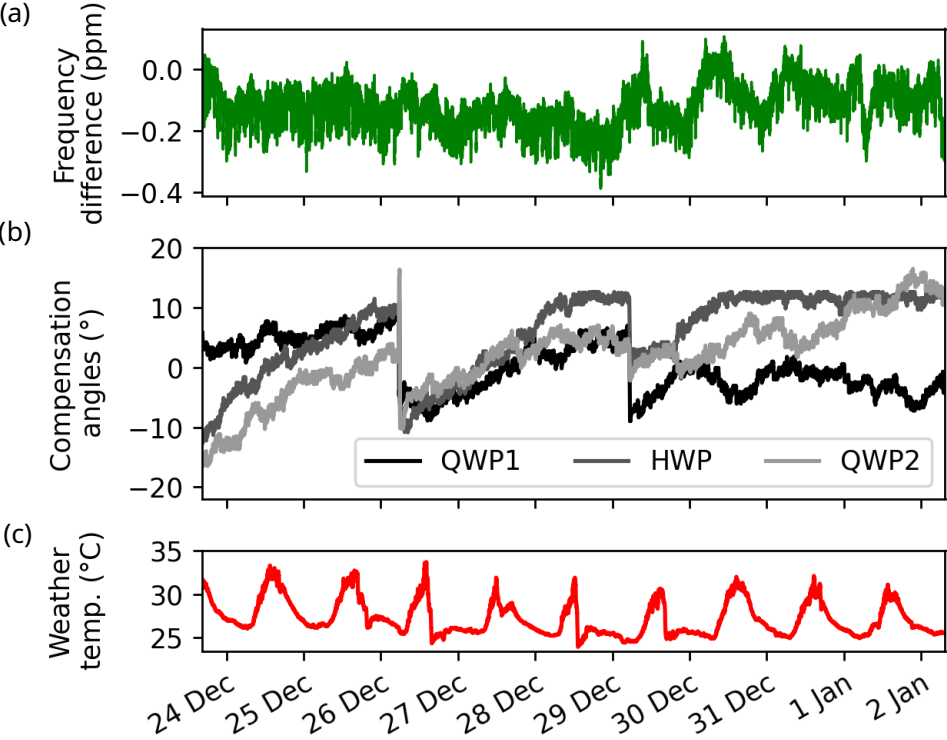 (a)
Frequency
difference (ppm)
0.0
−0.2
−0.4
(b)
Compensation
angles (°)
20
10
0
−10
−20
QWP1 HWP QWP2
(c)
Weather
temp. (°C)
35
30
25
24 Dec 25 Dec 26 Dec 27 Dec 28 Dec 29 Dec 30 Dec 31 Dec 1 Jan 2 Jan